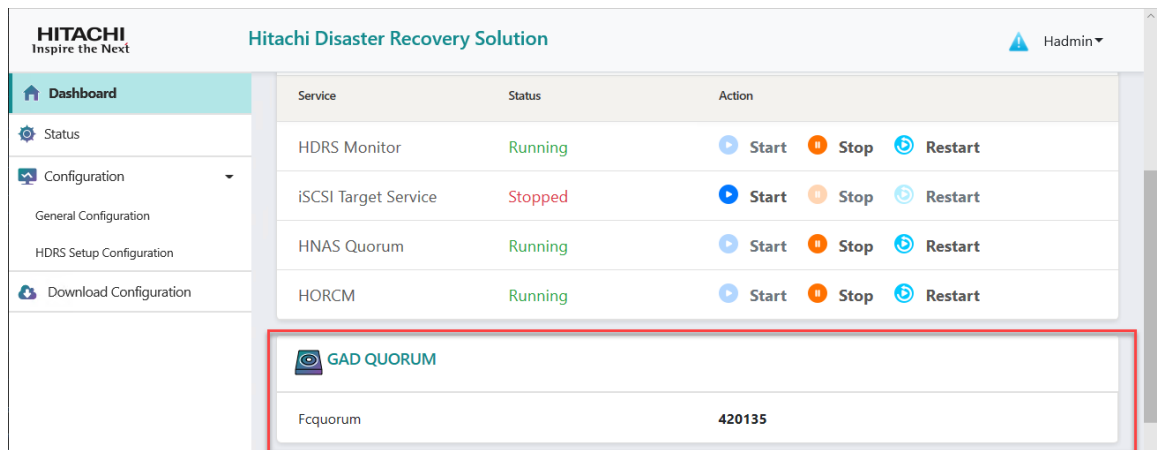 HITACHI
Inspire the Next
Hitachi Disaster Recovery Solution
Hadmin
Dashboard
Status
Configuration
General Configuration
HDRS Setup Configuration
Download Configuration
Service Status Action
HDRS Monitor Running Start Stop Restart
iSCSI Target Service Stopped Start Stop Restart
HNAS Quorum Running Start Stop Restart
HORCM Running Start Stop Restart
GAD QUORUM
Fcquorum 420135